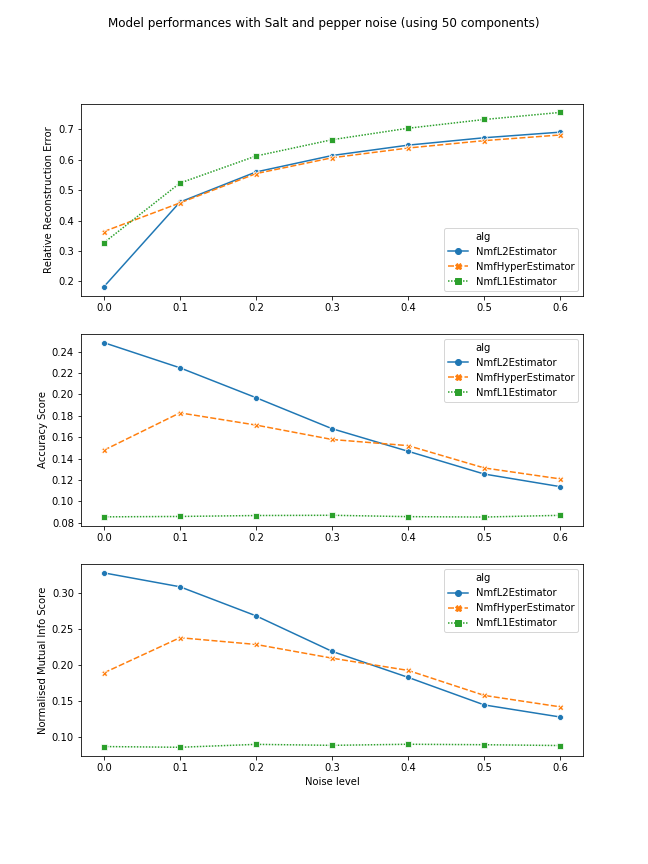 Model performances with Salt and pepper noise (using 50 components)
Relative Reconstruction Error
0.7
0.6
0.5
0.4
0.3
0.2
alg
NmfL2Estimator
NmfHyperEstimator
NmfL1Estimator
0.0 0.1 0.2 0.3 0.4 0.5 0.6
Accuracy Score
0.24
0.22
0.20
0.18
0.16
0.14
0.12
0.10
0.08
alg
NmfL2Estimator
NmfHyperEstimator
NmfL1Estimator
0.0 0.1 0.2 0.3 0.4 0.5 0.6
Normalised Mutual Info Score
0.30
0.25
0.20
0.15
0.10
alg
NmfL2Estimator
NmfHyperEstimator
NmfL1Estimator
0.0 0.1 0.2 0.3 0.4 0.5 0.6
Noise level